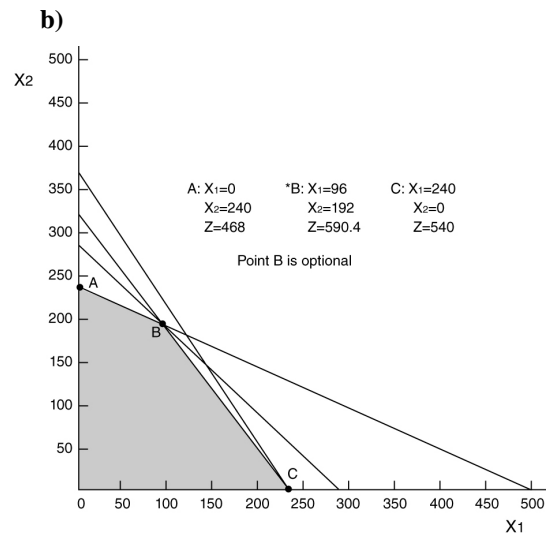 b)
X2
500
450
400
350
300
250
200
150
100
50
A: X1=0 *B: X1=96 C: X1=240
X2=240 X2=192 X2=0
Z=468 Z=590.4 Z=540
Point B is optional
A
B
C
0 50 100 150 200 250 300 350 400 450 500
X1